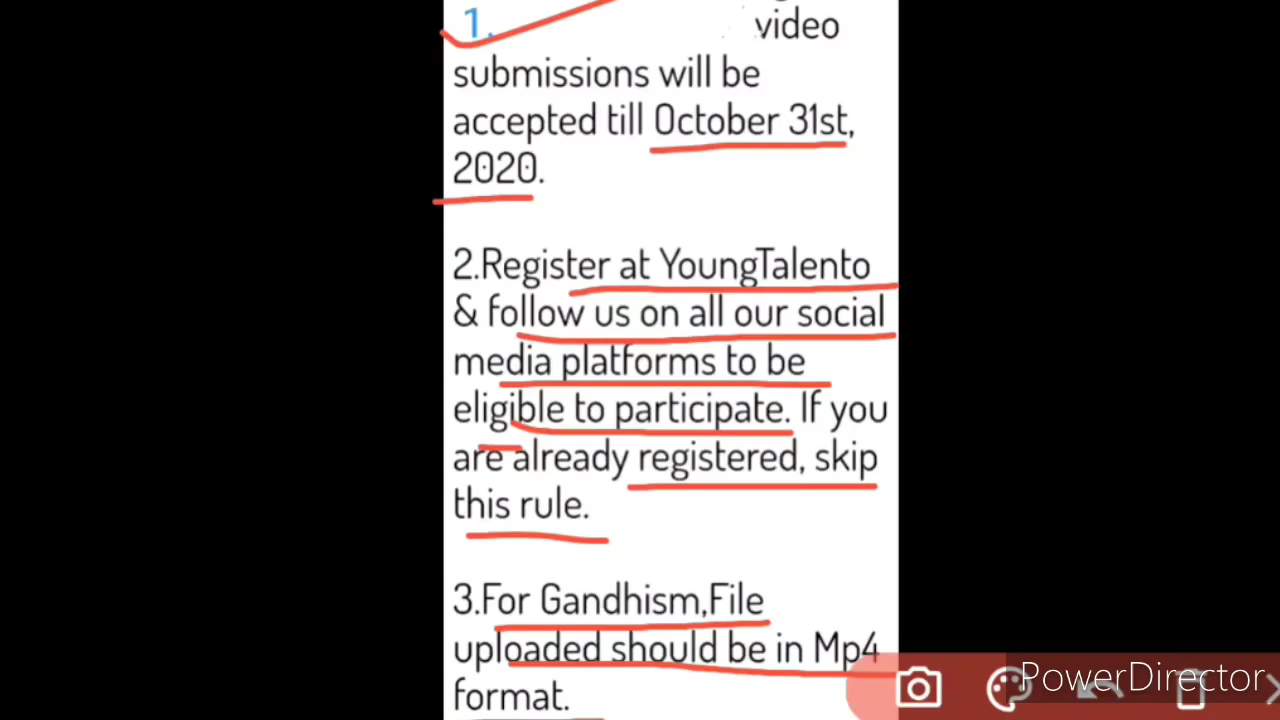 1. video
submissions will be
accepted till October 31st,
2020.
2.Register at YoungTalento
& follow us on all our social
media platforms to be
eligible to participate. If you
are already registered, skip
this rule.
3.For Gandhism,File
uploaded should be in Mp4
format.
PowerDirector